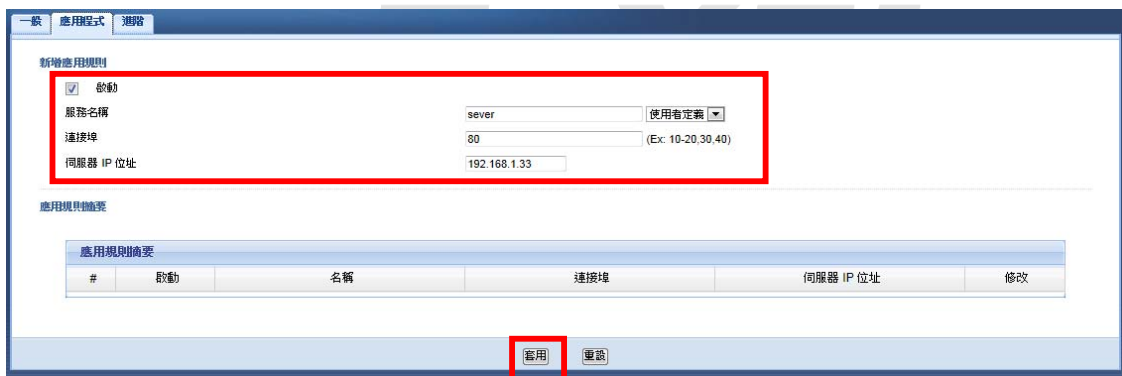 一般 應用程式 進階
新增應用規則
啟動
服務名稱 sever 使用者定義
連接埠 80 (Ex: 10-20,30,40)
伺服器 IP 位址 192.168.1.33
應用規則摘要
應用規則摘要
# 啟動 名稱 連接埠 伺服器 IP 位址 修改
套用 重設